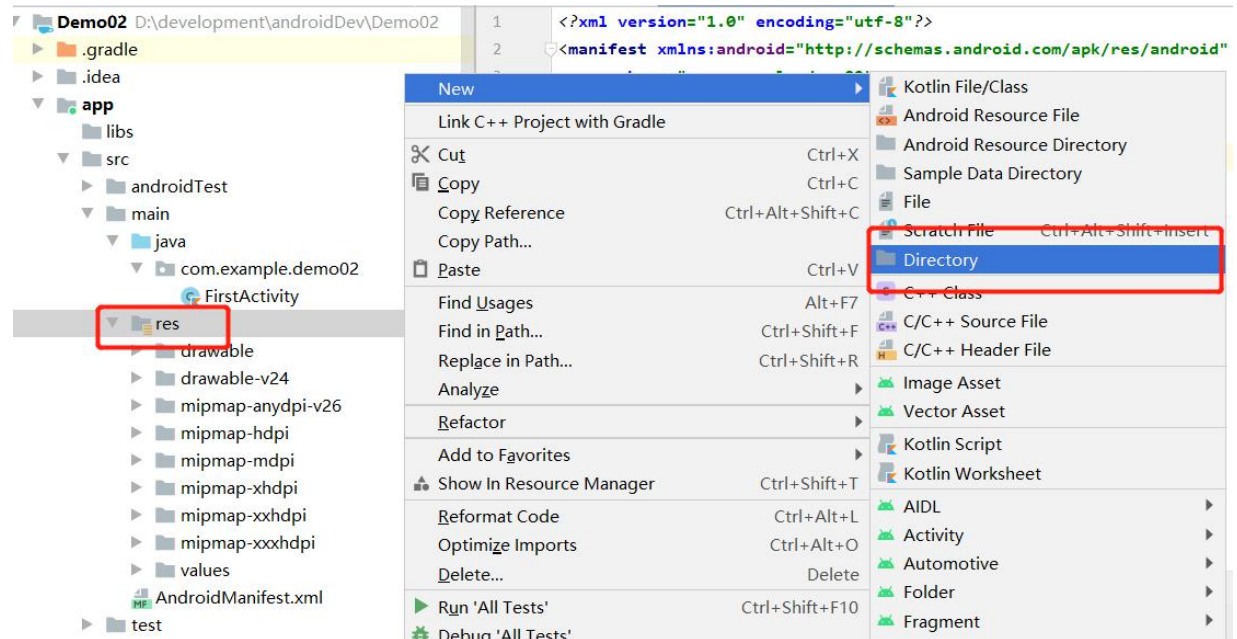 Demo02 D:\development\androidDev\Demo02
.gradle
.idea
app
libs
src
androidTest
main
java
com.example.demo02
FirstActivity
res
drawable
drawable-v24
mipmap-anydpi-v26
mipmap-hdpi
mipmap-mdpi
mipmap-xhdpi
mipmap-xxhdpi
mipmap-xxxhdpi
values
AndroidManifest.xml
test
1 <?xml version="1.0" encoding="utf-8"?>
2 <manifest xmlns:android="http://schemas.android.com/apk/res/android"
New
Link C++ Project with Gradle
Cut Ctrl+X
Copy Ctrl+C
Copy Reference Ctrl+Alt+Shift+C
Copy Path...
Paste Ctrl+V
Find Usages Alt+F7
Find in Path... Ctrl+Shift+F
Replace in Path... Ctrl+Shift+R
Analyze
Refactor
Add to Favorites
Show In Resource Manager Ctrl+Shift+T
Reformat Code Ctrl+Alt+L
Optimize Imports Ctrl+Alt+O
Delete... Delete
Run 'All Tests' Ctrl+Shift+F10
Debug 'All Tests'
Kotlin File/Class
Android Resource File
Android Resource Directory
Sample Data Directory
File
Scratch File Ctrl+Alt+Shift+Insert
Directory
C++ Class
C/C++ Source File
C/C++ Header File
Image Asset
Vector Asset
Kotlin Script
Kotlin Worksheet
AIDL
Activity
Automotive
Folder
Fragment